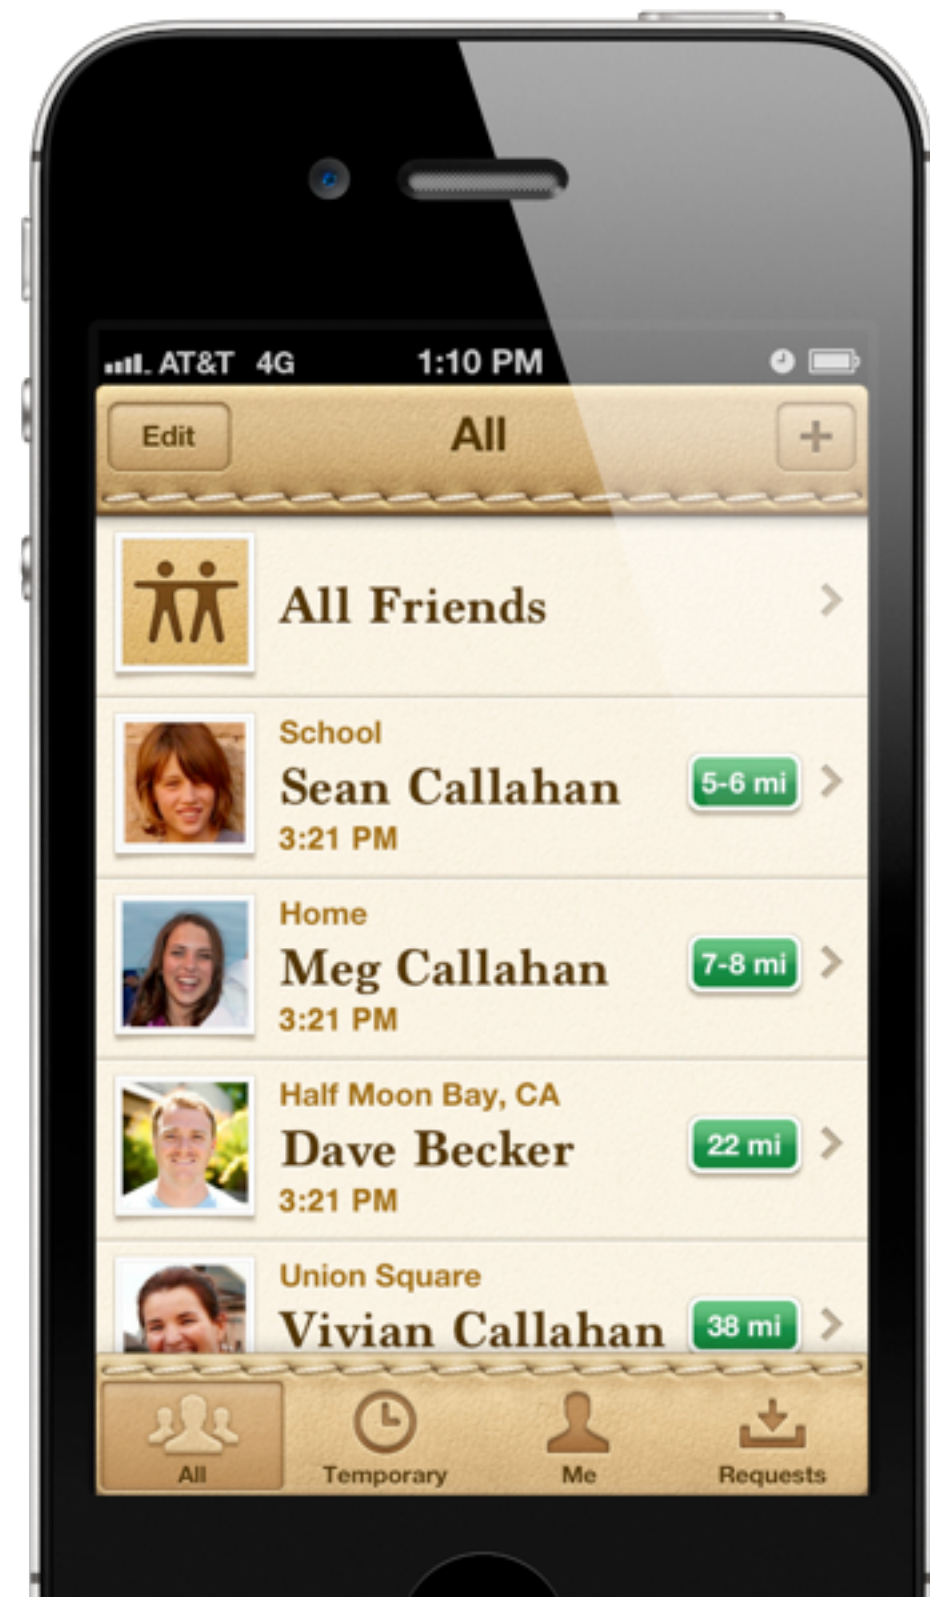 AT&T 4G 1:10 PM
Edit All +
All Friends
School
Sean Callahan 5-6 mi
3:21 PM
Home
Meg Callahan 7-8 mi
3:21 PM
Half Moon Bay, CA
Dave Becker 22 mi
3:21 PM
Union Square
Vivian Callahan 38 mi
All Temporary Me Requests